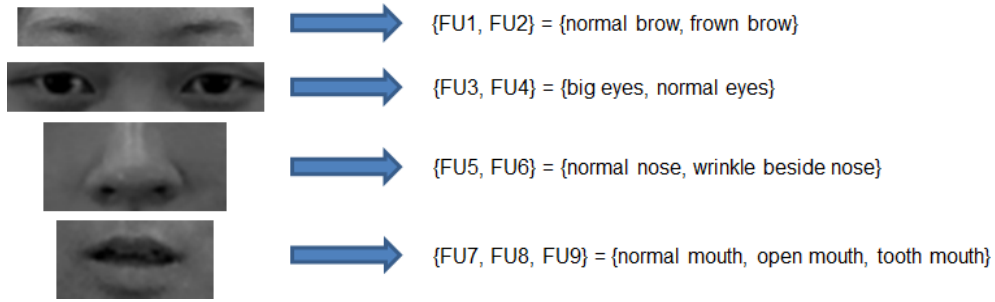 {FU1, FU2} = {normal brow, frown brow}
{FU3, FU4} = {big eyes, normal eyes}
{FU5, FU6} = {normal nose, wrinkle beside nose}
{FU7, FU8, FU9} = {normal mouth, open mouth, tooth mouth}